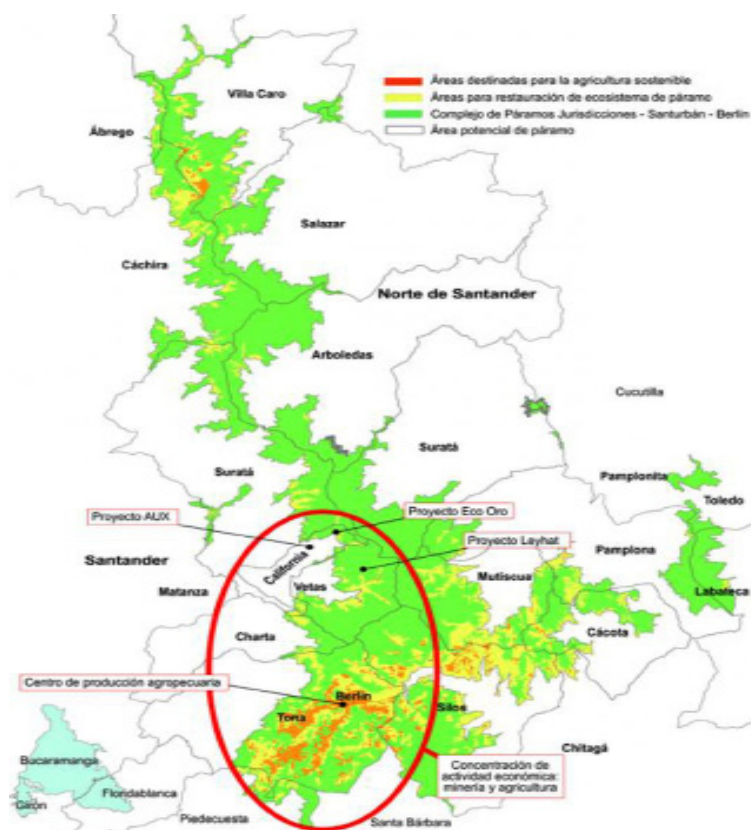 Áreas destinadas para la agricultura sostenible
Áreas para restauración de ecosistema de páramo
Complejo de Páramos Jurisdicciones - Santurbán - Berlín
Área potencial de páramo
Villa Caro
Ábrego
Salazar
Cáchira
Norte de Santander
Arboledas
Cucutilla
Suratá
Suratá
Pamplonita
Toledo
Proyecto AUX
Proyecto Eco Oro
Proyecto Leyhat
Santander
California
Pamplona
Matanza
Vetas
Mutiscua
Labateca
Charta
Cácota
Centro de producción agropecuaria
Berlín
Tona
Silos
Chitagá
Bucaramanga
Concentración de
actividad económica:
minería y agricultura
Girón
Floridablanca
Piedecuesta
Santa Bárbara